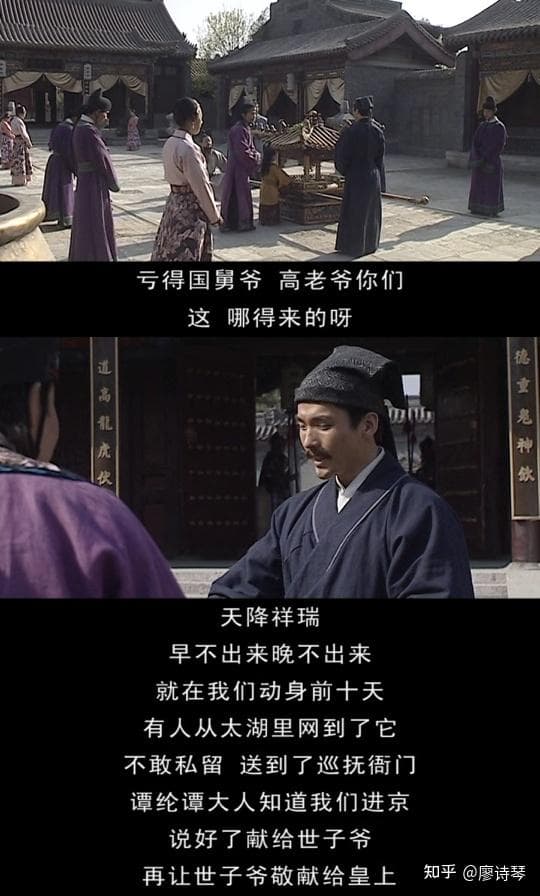 亏得国舅爷 高老爷你们
这 哪得来的呀
道高龍虎伏
德重鬼神欽
天降祥瑞
早不出来晚不出来
就在我们动身前十天
有人从太湖里网到了它
不敢私留 送到了巡抚衙门
谭纶谭大人知道我们进京
说好了献给世子爷
再让世子爷敬献给皇上
知乎 @廖诗琴